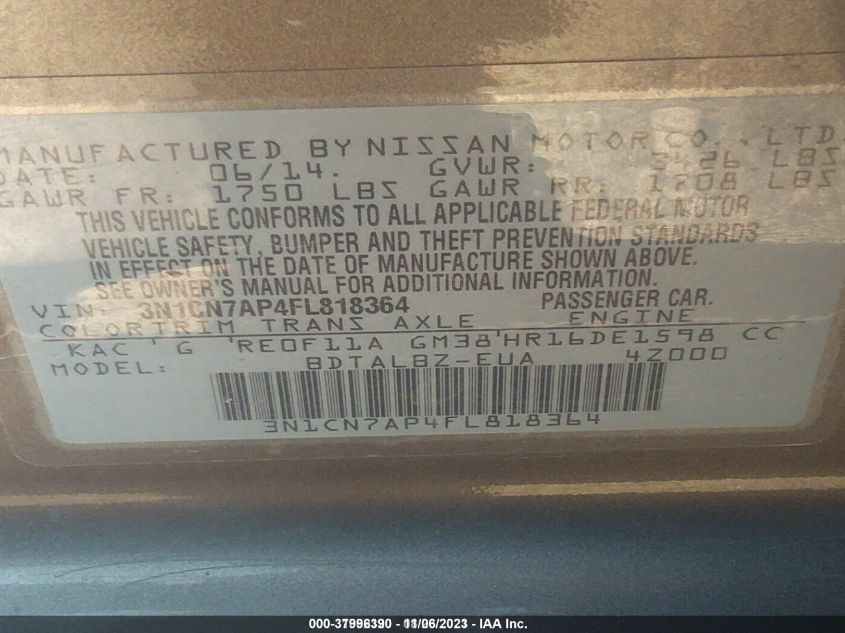 MANUFACTURED BY NISSAN MOTOR CO., LTD.
DATE: 06/14. GVWR: 3426 LBS
GAWR FR: 1750 LBS GAWR RR: 1708 LBS
THIS VEHICLE CONFORMS TO ALL APPLICABLE FEDERAL MOTOR
VEHICLE SAFETY, BUMPER AND THEFT PREVENTION STANDARDS
IN EFFECT ON THE DATE OF MANUFACTURE SHOWN ABOVE.
SEE OWNER'S MANUAL FOR ADDITIONAL INFORMATION.
VIN: 3N1CN7AP4FL818364 PASSENGER CAR.
COLOR TRIM TRANS AXLE ENGINE
KAC ' G 'RE0F11A GM38'HR16DE1598 CC
MODEL: BDTALBZ-EUA 4Z000
3N1CN7AP4FL818364
000-37996390 - 11/06/2023 - IAA Inc.